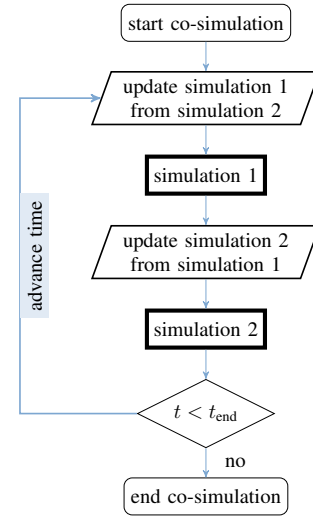 start co-simulation
update simulation 1
from simulation 2
simulation 1
advance time
update simulation 2
from simulation 1
simulation 2
t < t_end
no
end co-simulation